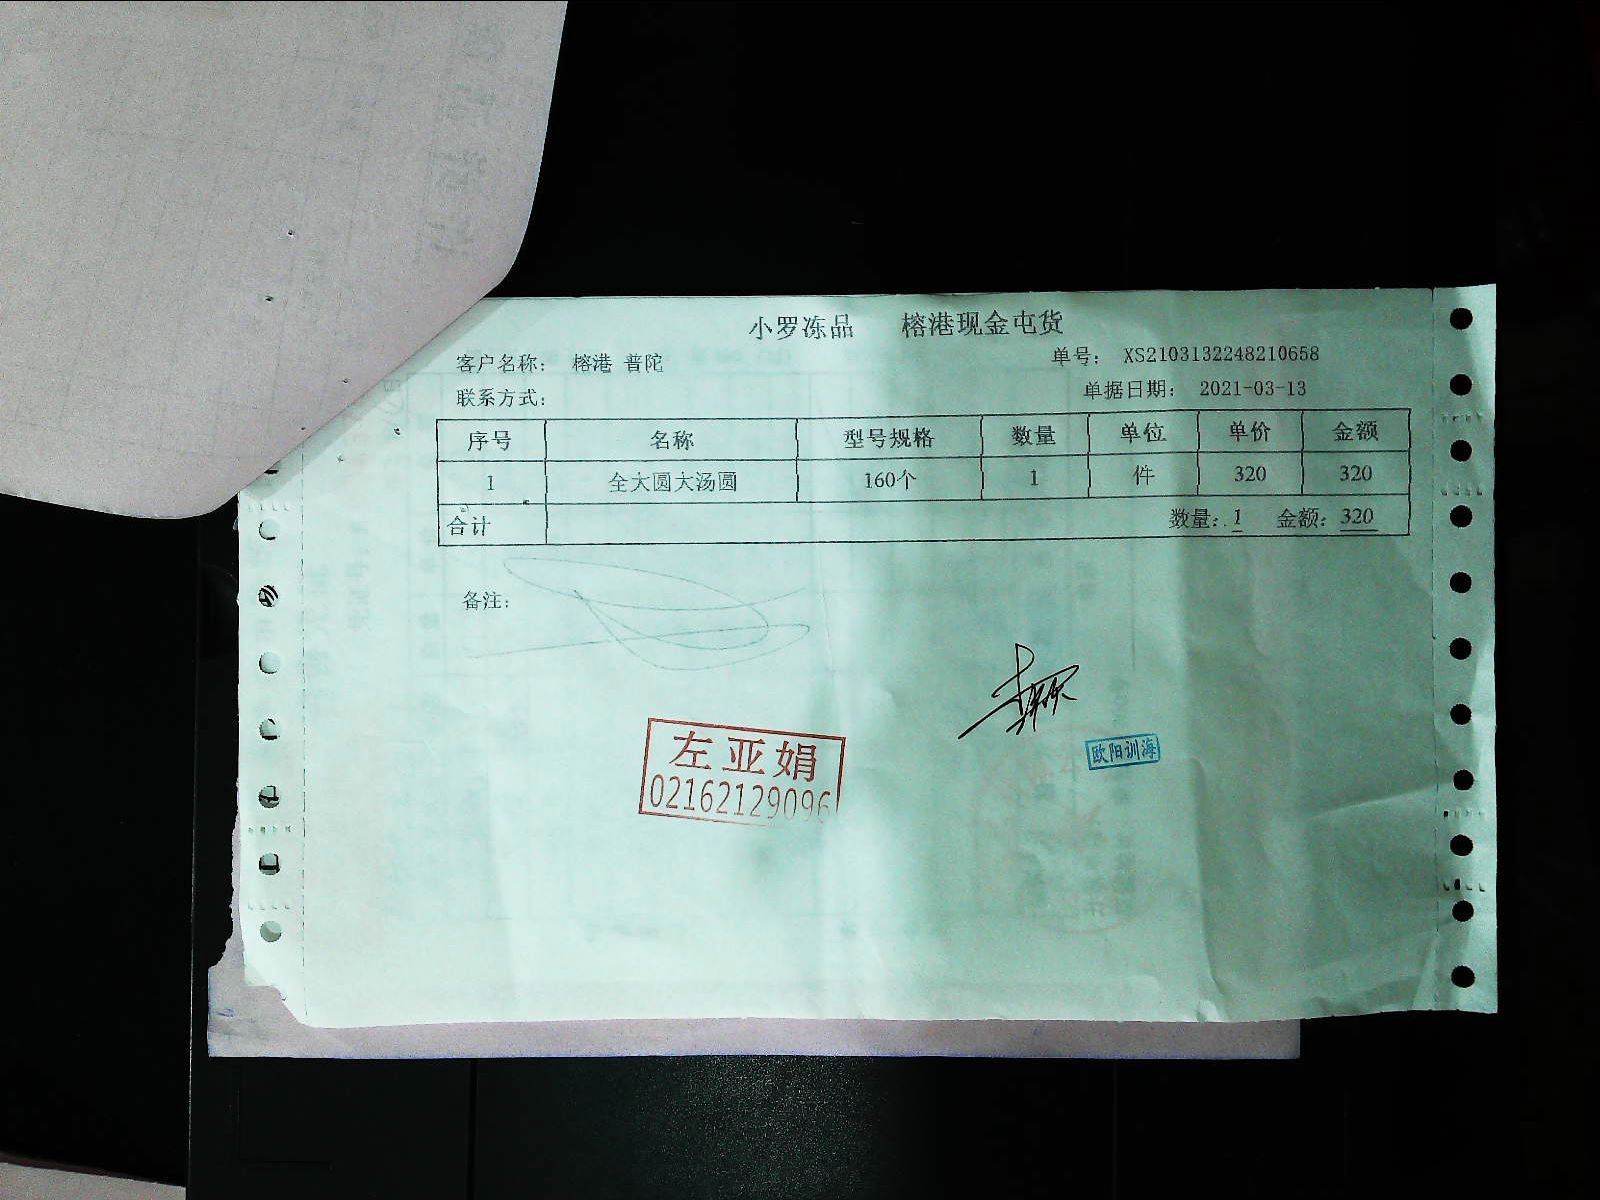 小罗冻品 榕港现金屯货
客户名称： 榕港 普陀 单号： XS2103132248210658
联系方式： 单据日期： 2021-03-13
序号 名称 型号规格 数量 单位 单价 金额
1 全大圆大汤圆 160个 1 件 320 320
合计 数量：1 金额：320
备注：
左亚娟
02162129096
欧阳训海